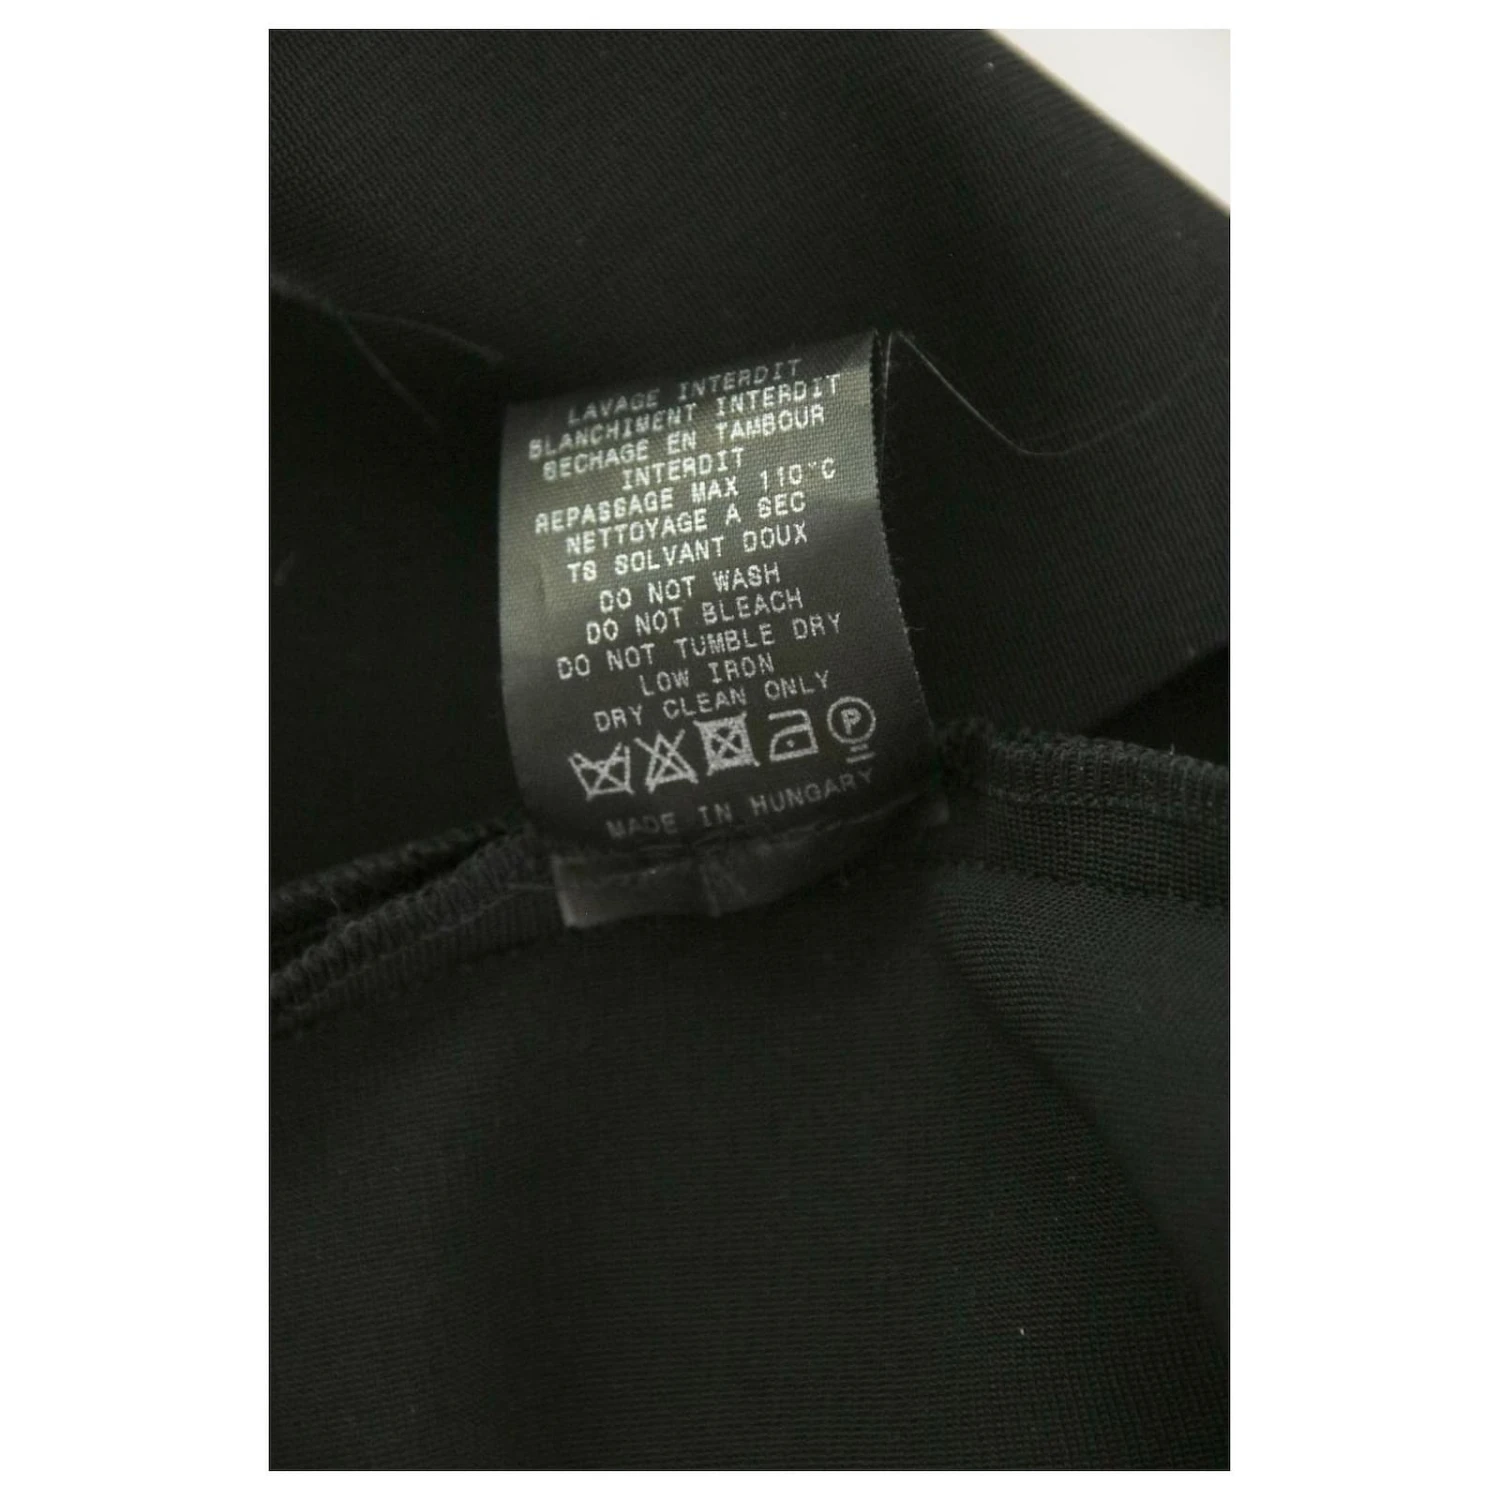 LAVAGE INTERDIT
BLANCHIMENT INTERDIT
SECHAGE EN TAMBOUR
INTERDIT
REPASSAGE MAX 110°C
NETTOYAGE A SEC
TS SOLVANT DOUX
DO NOT WASH
DO NOT BLEACH
DO NOT TUMBLE DRY
LOW IRON
DRY CLEAN ONLY
P
MADE IN HUNGARY